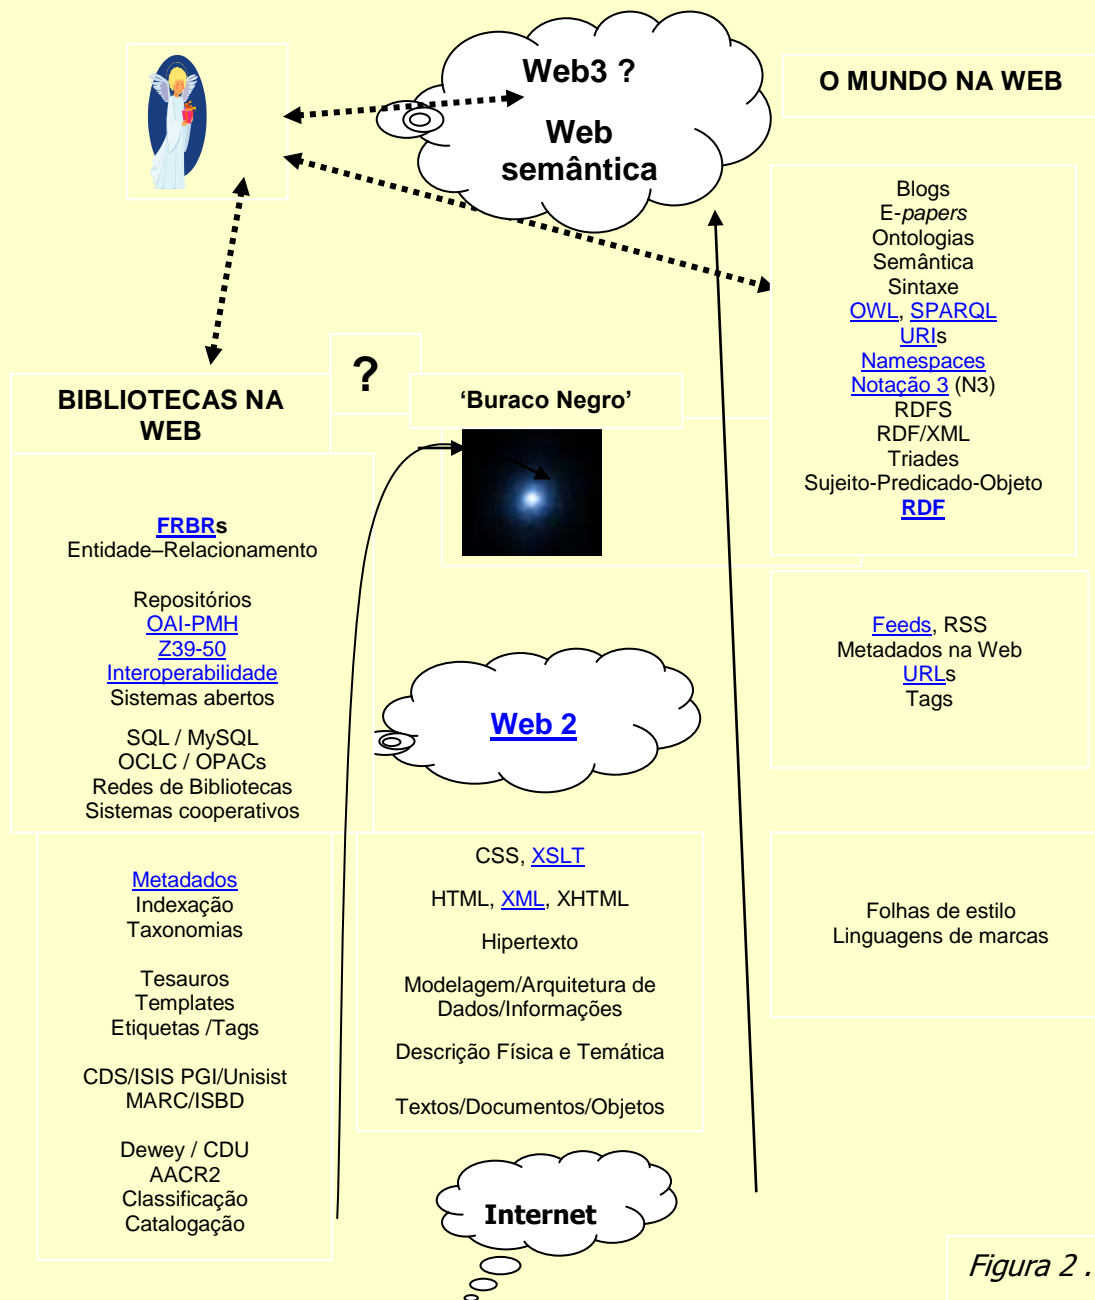 Web3 ?
Web
semântica
O MUNDO NA WEB
Blogs
E-papers
Ontologias
Semântica
Sintaxe
OWL, SPARQL
URIs
Namespaces
Notação 3 (N3)
RDFS
RDF/XML
Triades
Sujeito-Predicado-Objeto
RDF
?
BIBLIOTECAS NA
WEB
'Buraco Negro'
FRBRs
Entidade–Relacionamento
Repositórios
OAI-PMH
Z39-50
Interoperabilidade
Sistemas abertos
SQL / MySQL
OCLC / OPACs
Redes de Bibliotecas
Sistemas cooperativos
Web 2
Feeds, RSS
Metadados na Web
URLs
Tags
Metadados
Indexação
Taxonomias
Tesauros
Templates
Etiquetas /Tags
CDS/ISIS PGI/Unisist
MARC/ISBD
Dewey / CDU
AACR2
Classificação
Catalogação
CSS, XSLT
HTML, XML, XHTML
Hipertexto
Modelagem/Arquitetura de
Dados/Informações
Descrição Física e Temática
Textos/Documentos/Objetos
Folhas de estilo
Linguagens de marcas
Internet
Figura 2 .